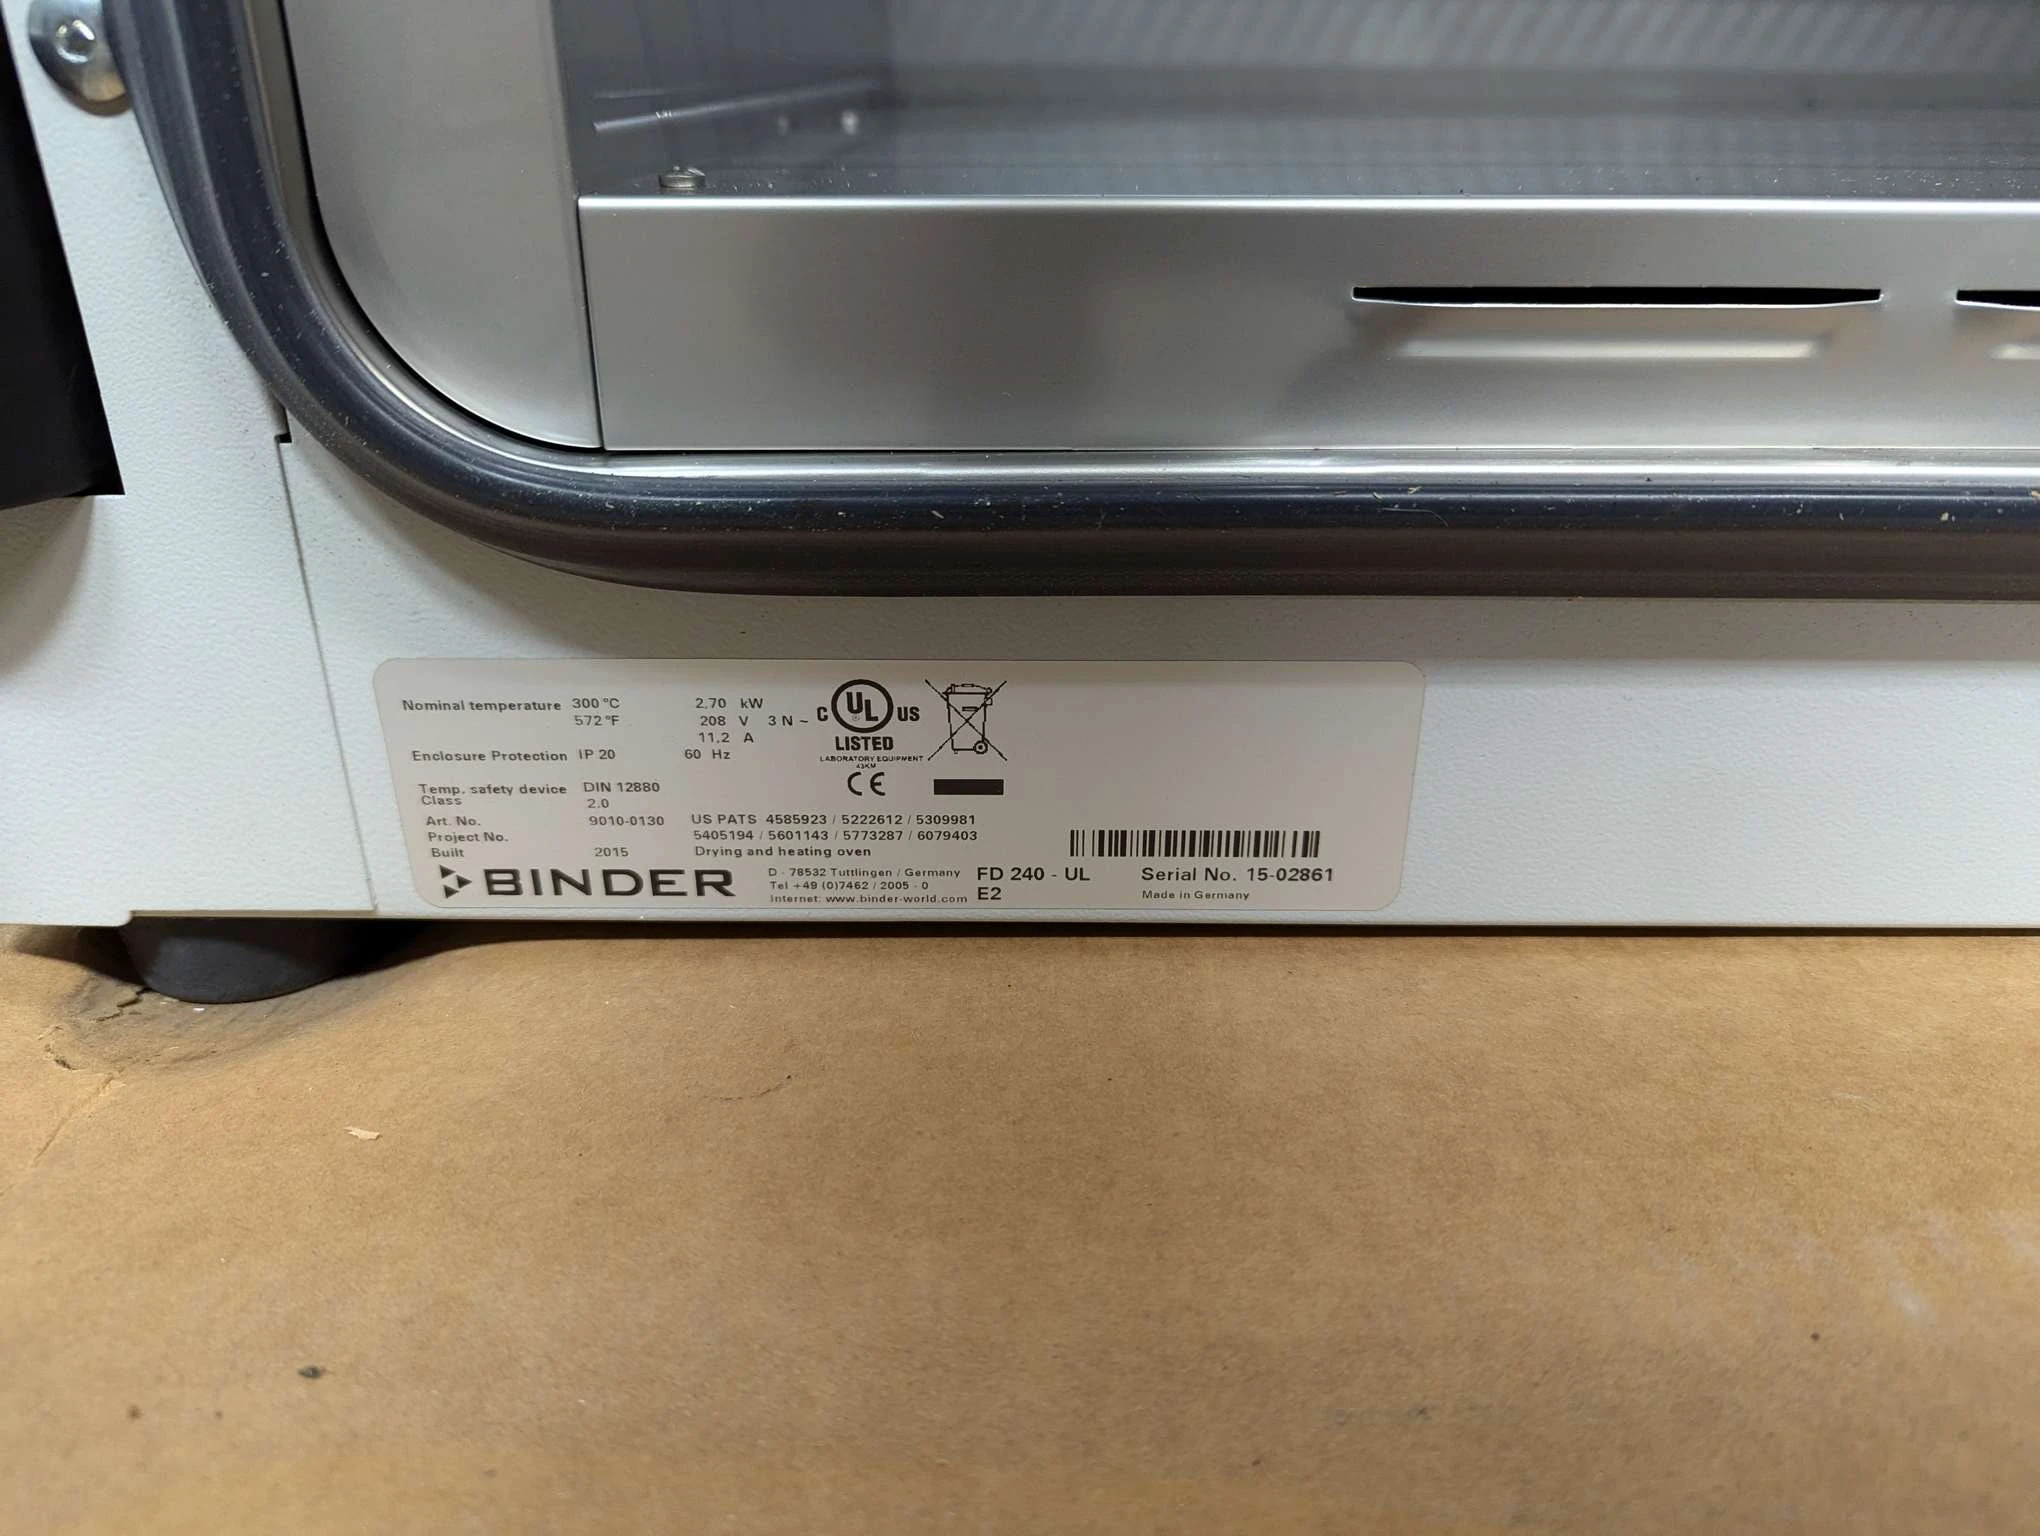 Nominal temperature 300 °C 2,70 kW
572 °F 208 V 3 N ~
11,2 A
Enclosure Protection IP 20 60 Hz
C UL US
LISTED
LABORATORY EQUIPMENT
43KM
CE
Temp. safety device DIN 12880
Class 2.0
Art. No. 9010-0130 US PATS 4585923 / 5222612 / 5309981
Project No. 5405194 / 5601143 / 5773287 / 6079403
Built 2015 Drying and heating oven
BINDER
D - 78532 Tuttlingen / Germany
Tel +49 (0)7462 / 2005 - 0
Internet: www.binder-world.com
FD 240 - UL
E2
Serial No. 15-02861
Made in Germany